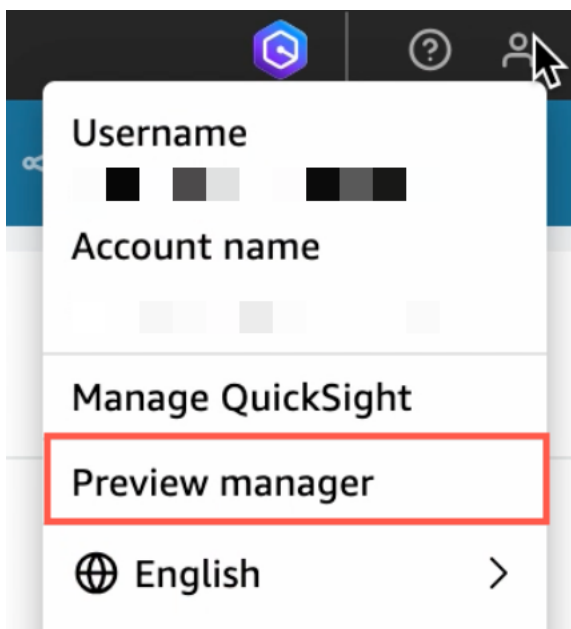 Username
Account name
Manage QuickSight
Preview manager
English